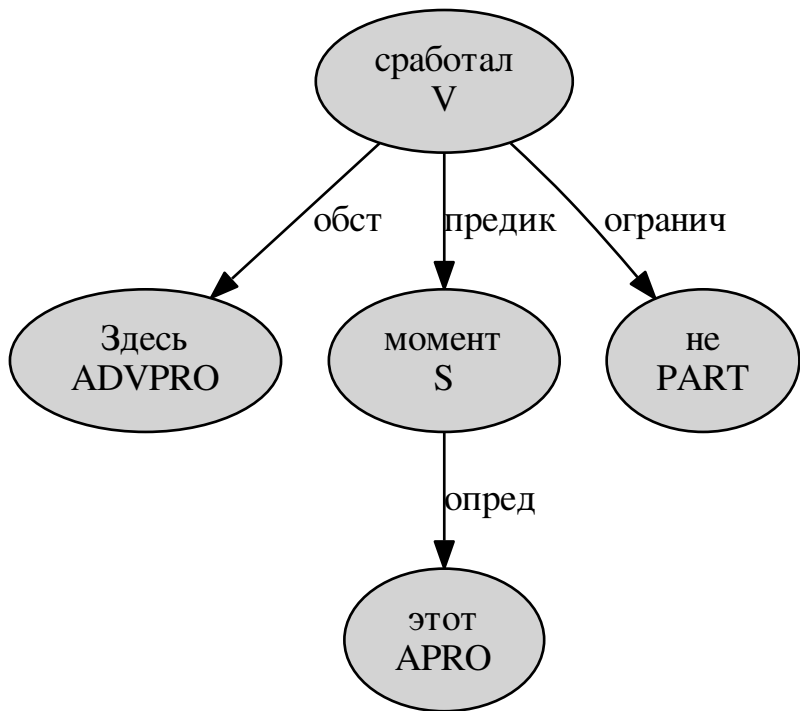 сработал
V
обст
предик
огранич
Здесь
ADVPRO
момент
S
не
PART
опред
этот
APRO